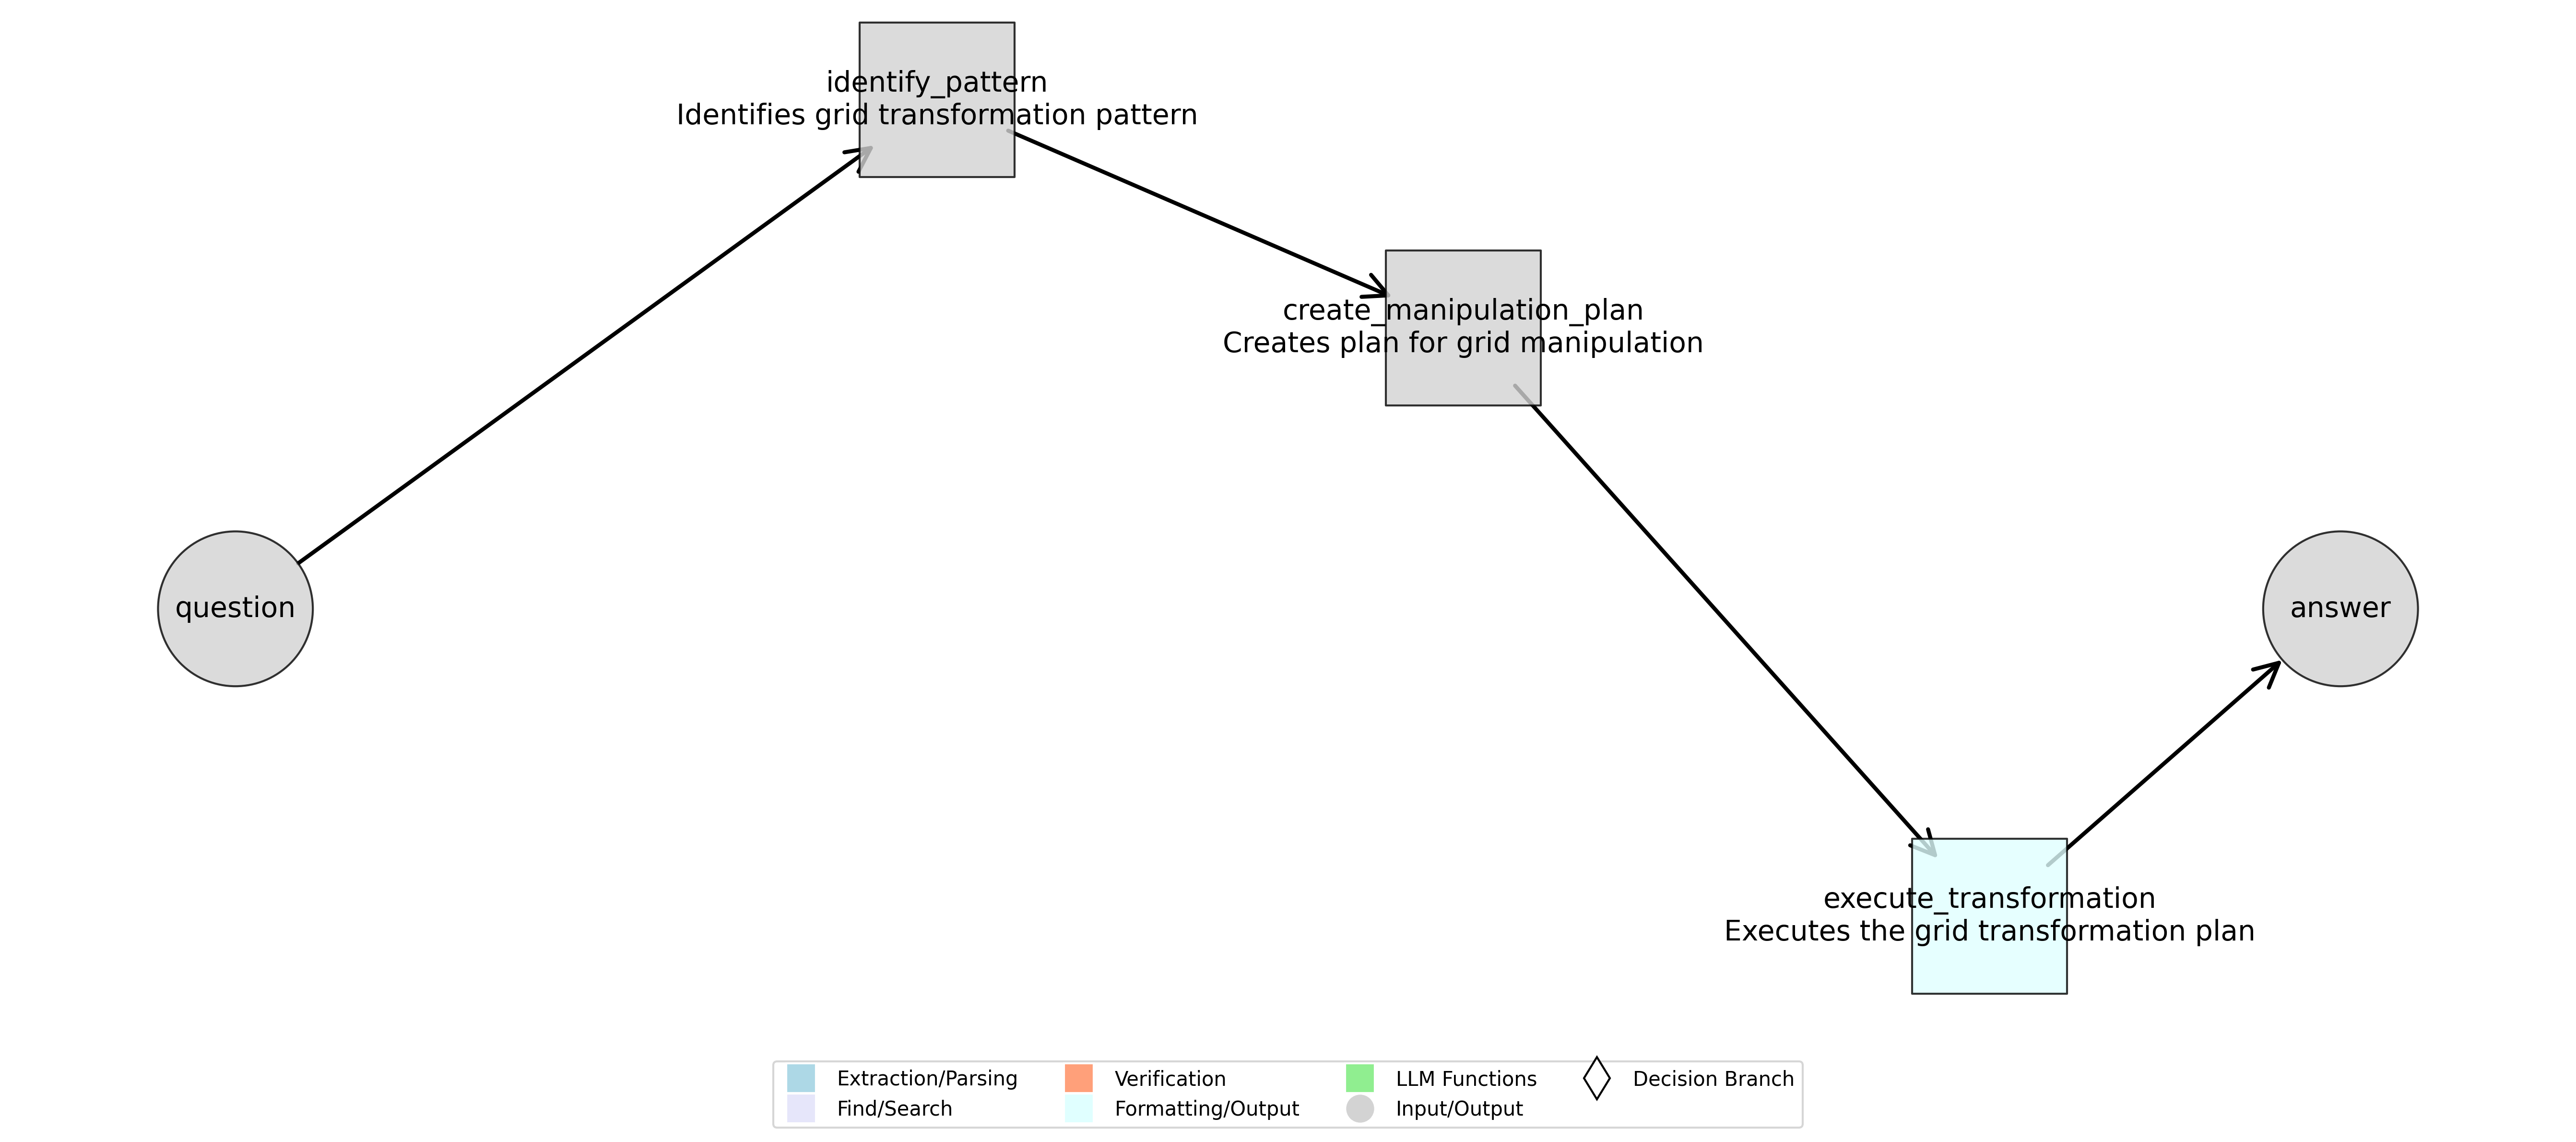 identify_pattern
Identifies grid transformation pattern
create_manipulation_plan
Creates plan for grid manipulation
question
answer
execute_transformation
Executes the grid transformation plan
Extraction/Parsing
Find/Search
Verification
Formatting/Output
LLM Functions
Input/Output
Decision Branch